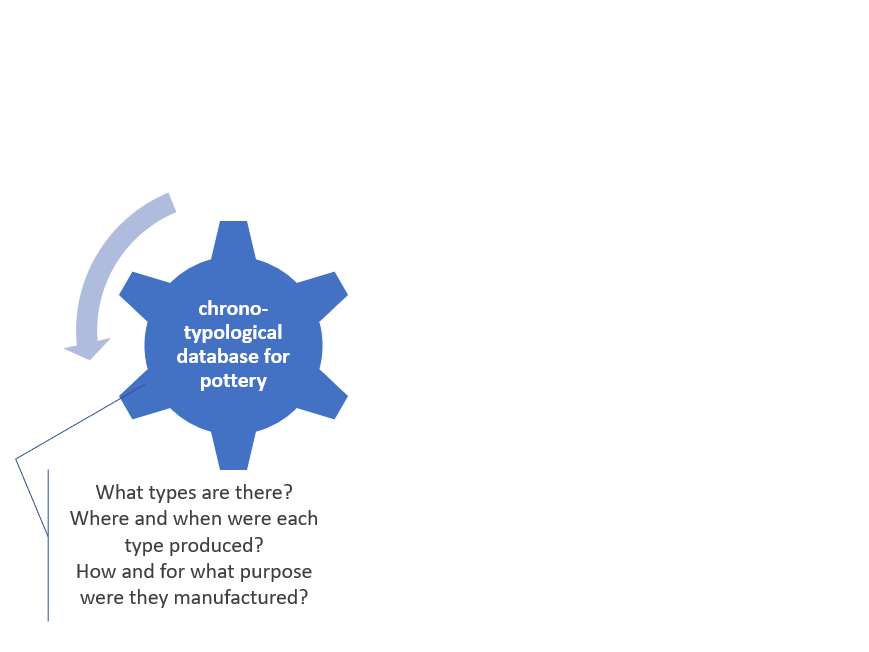 chrono-
typological
database for
pottery
What types are there?
Where and when were each
type produced?
How and for what purpose
were they manufactured?